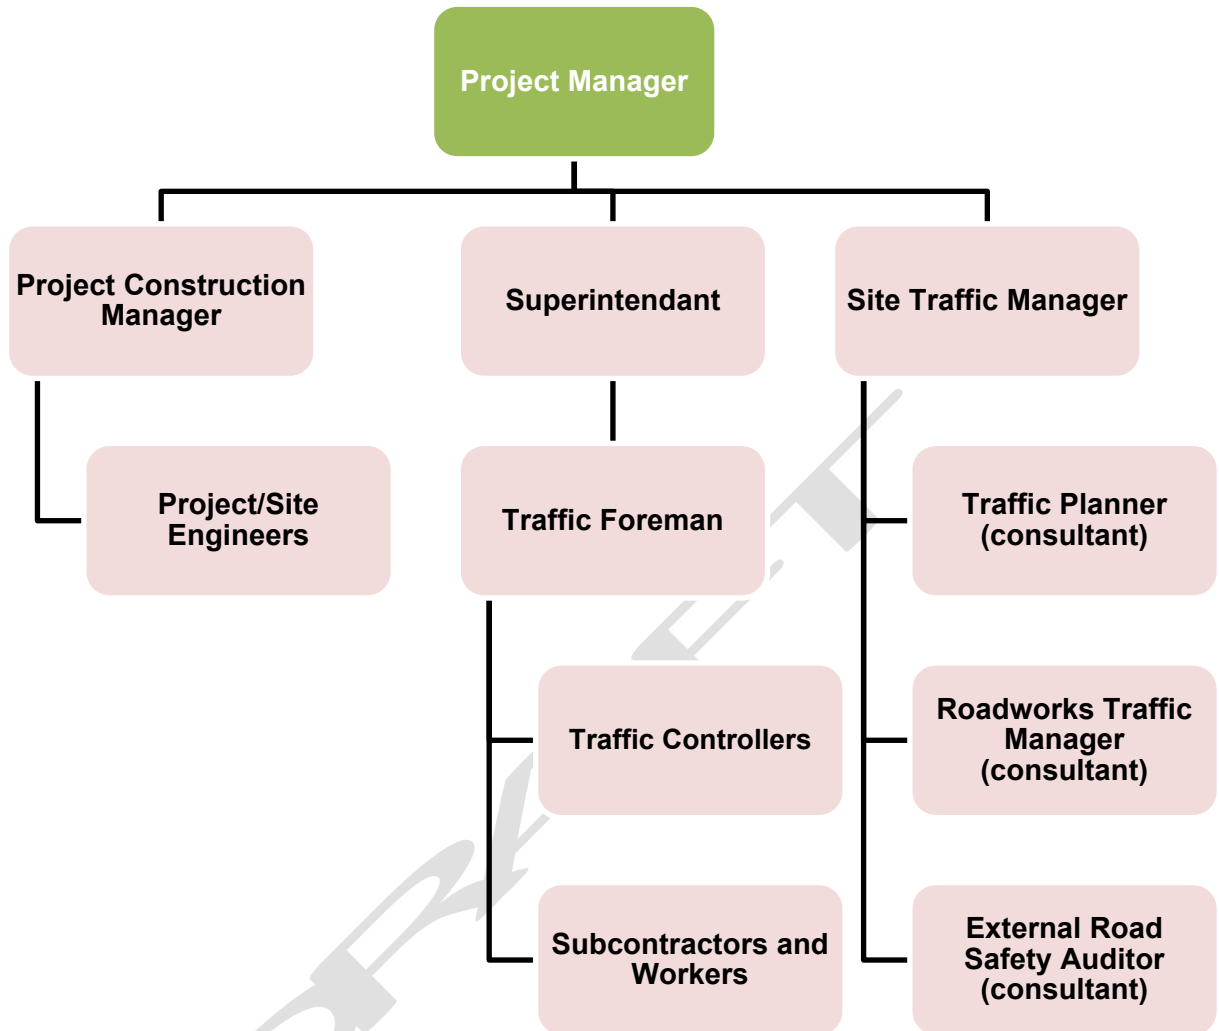 Project Manager
Project Construction
Manager
Superintendant
Site Traffic Manager
Project/Site
Engineers
Traffic Foreman
Traffic Planner
(consultant)
Traffic Controllers
Roadworks Traffic
Manager
(consultant)
Subcontractors and
Workers
External Road
Safety Auditor
(consultant)
DRAFT